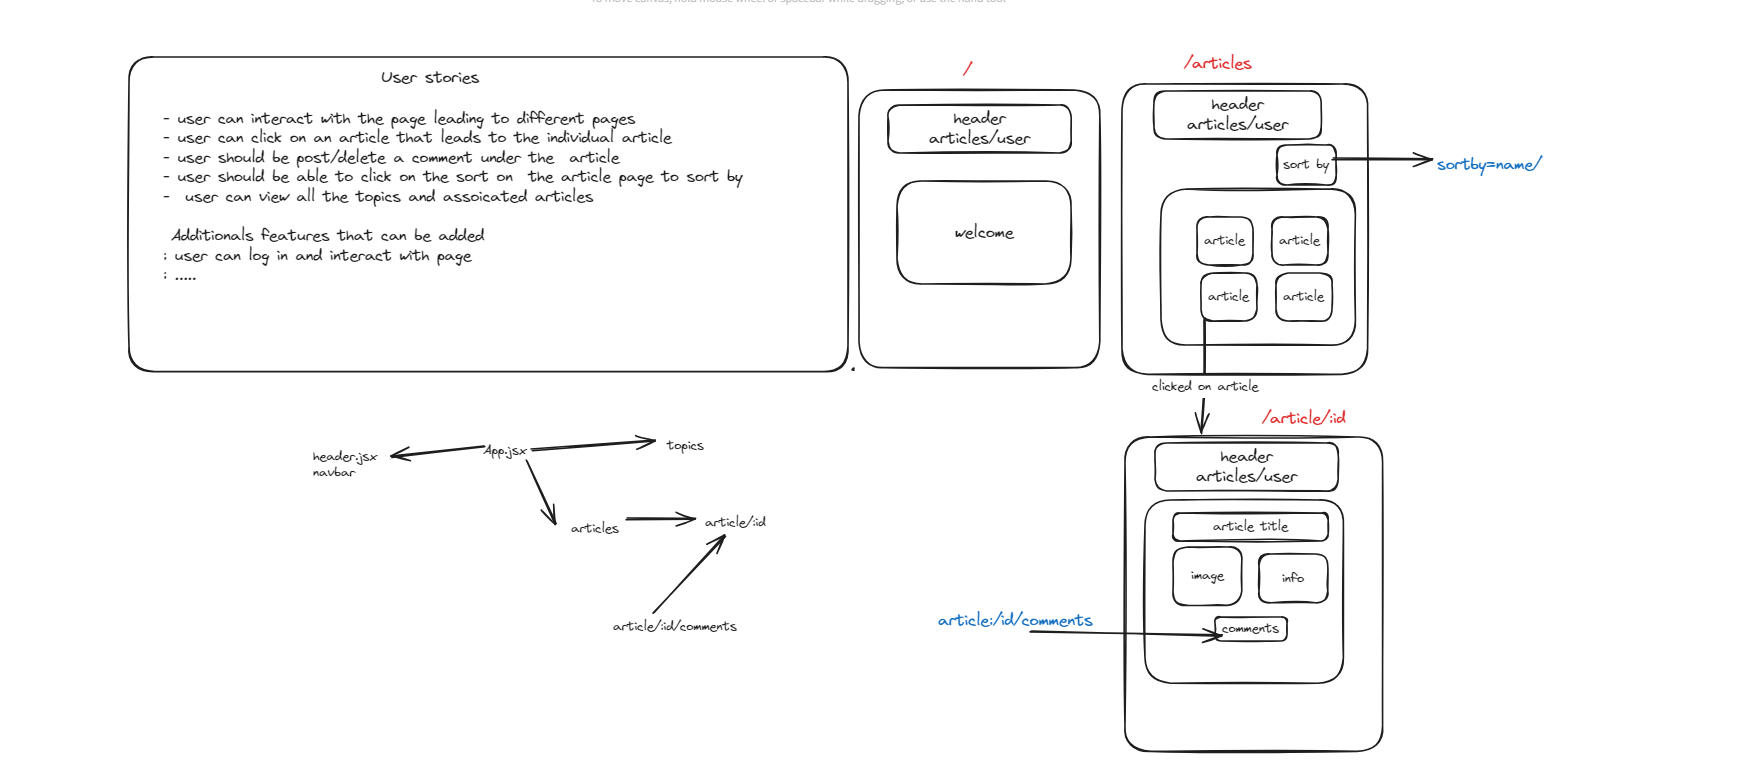 To move canvas, hold mouse wheel or spacebar while dragging, or use the hand tool
User stories
- user can interact with the page leading to different pages
- user can click on an article that leads to the individual article
- user should be post/delete a comment under the article
- user should be able to click on the sort on the article page to sort by
- user can view all the topics and assoicated articles
Additionals features that can be added
: user can log in and interact with page
: .....
/
header
articles/user
welcome
/articles
header
articles/user
sort by
sortby=name/
article
article
article
article
clicked on article
/article/:id
header
articles/user
article title
image
info
comments
article:/id/comments
header.jsx
navbar
App.jsx
topics
articles
article/:id
article/:id/comments